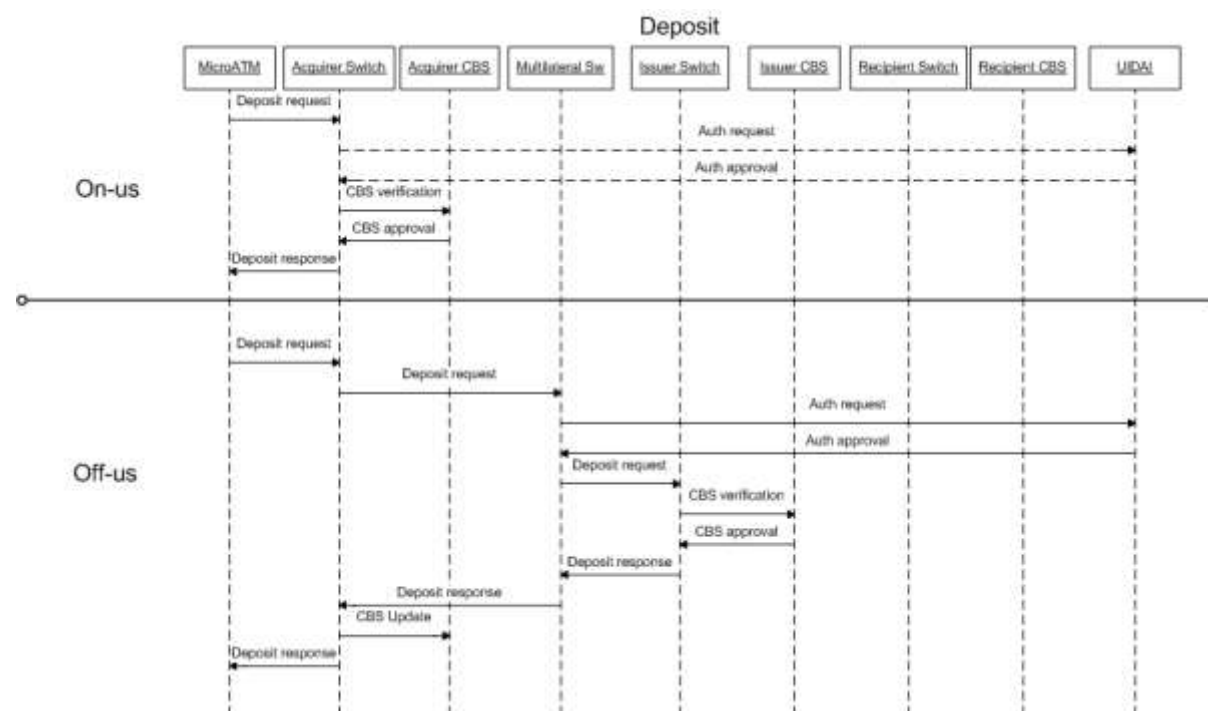 Deposit
MicroATM
Acquirer Switch
Acquirer CBS
Multilateral Sw
Issuer Switch
Issuer CBS
Recipient Switch
Recipient CBS
UIDAI
Deposit request
Auth request
Auth approval
On-us
CBS verification
CBS approval
Deposit response
Deposit request
Deposit request
Auth request
Auth approval
Off-us
Deposit request
CBS verification
CBS approval
Deposit response
Deposit response
CBS Update
Deposit response